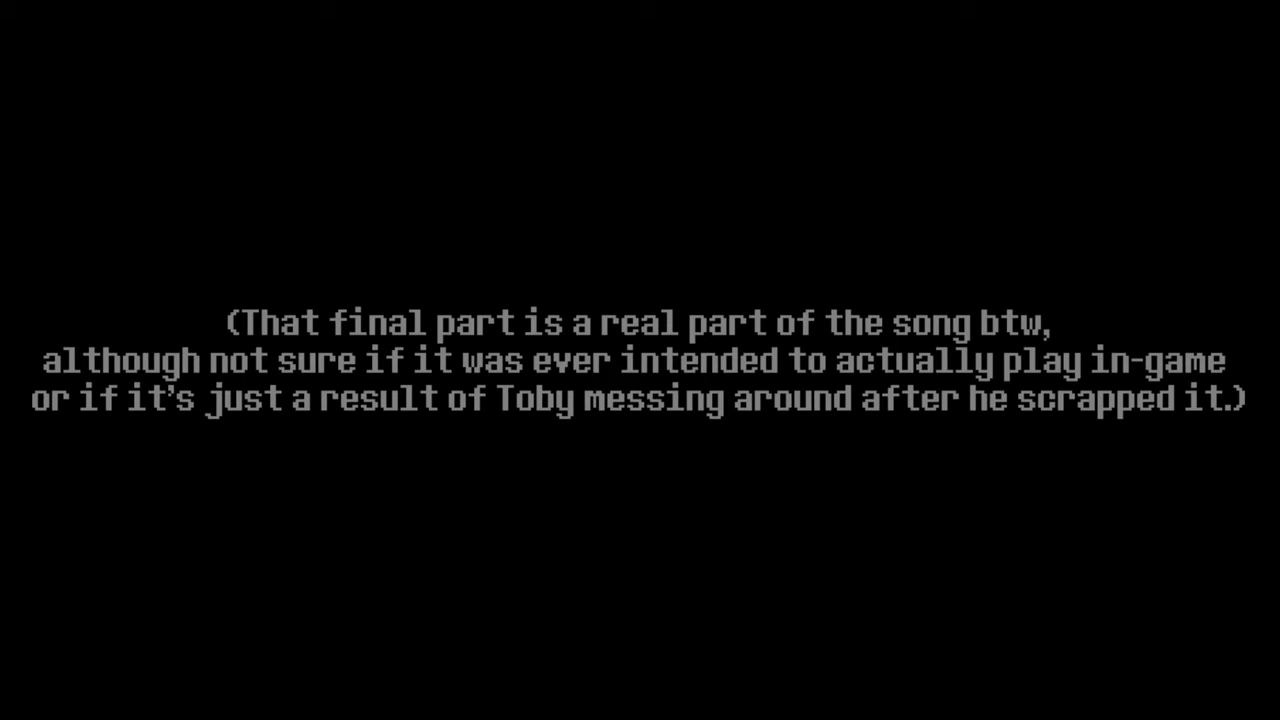 (That final part is a real part of the song btw,
although not sure if it was ever intended to actually play in-game
or if it's just a result of Toby messing around after he scrapped it.)